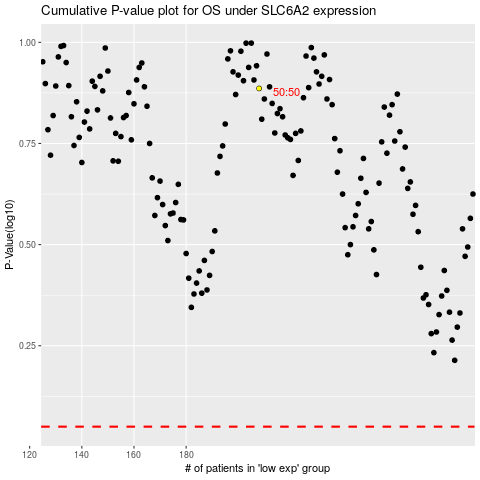 Cumulative P-value plot for OS under SLC6A2 expression
P-Value(log10)
1.00
0.75
0.50
0.25
50:50
120 140 160 180
# of patients in 'low exp' group